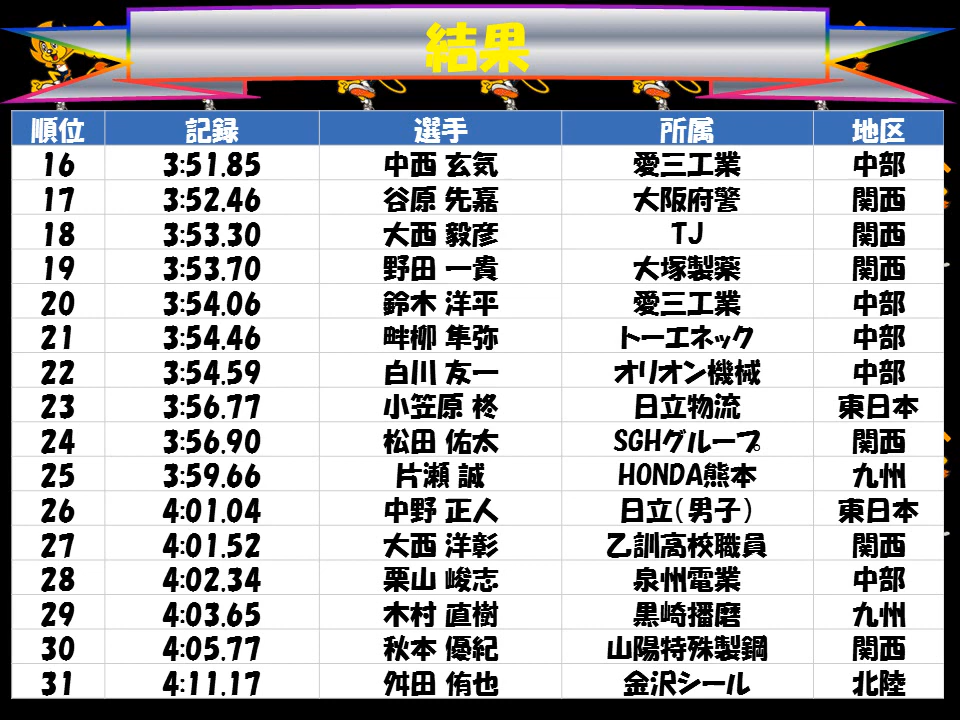 結果
順位 記録 選手 所属 地区
16 3:51.85 中西 玄気 愛三工業 中部
17 3:52.46 谷原 先嘉 大阪府警 関西
18 3:53.30 大西 毅彦 TJ 関西
19 3:53.70 野田 一貴 大塚製薬 関西
20 3:54.06 鈴木 洋平 愛三工業 中部
21 3:54.46 畔柳 隼弥 トーエネック 中部
22 3:54.59 白川 友一 オリオン機械 中部
23 3:56.77 小笠原 柊 日立物流 東日本
24 3:56.90 松田 佑太 SGHグループ 関西
25 3:59.66 片瀬 誠 HONDA熊本 九州
26 4:01.04 中野 正人 日立(男子) 東日本
27 4:01.52 大西 洋彰 乙訓高校職員 関西
28 4:02.34 栗山 峻志 泉州電業 中部
29 4:03.65 木村 直樹 黒崎播磨 九州
30 4:05.77 秋本 優紀 山陽特殊製鋼 関西
31 4:11.17 舛田 侑也 金沢シール 北陸